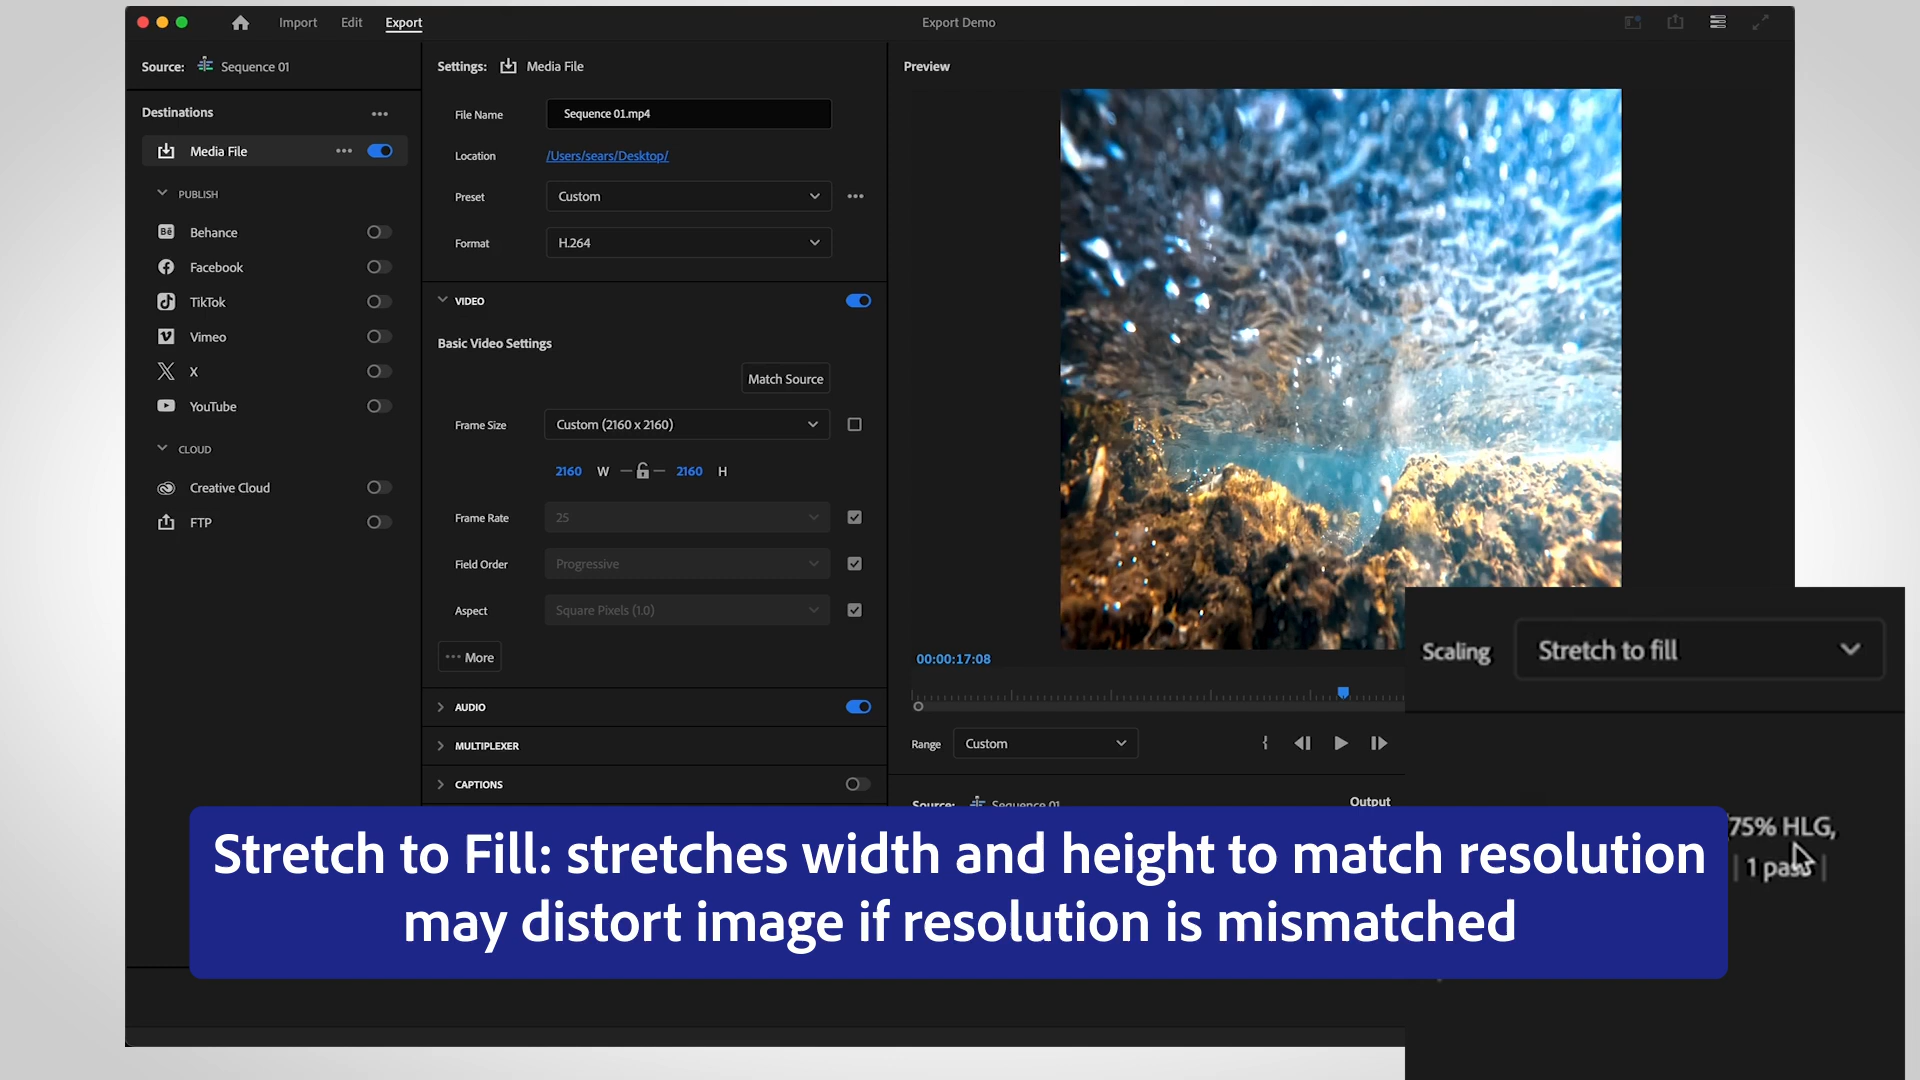 Import Edit Export
Export Demo
Source: Sequence 01
Destinations
Media File
PUBLISH
Behance
Facebook
TikTok
Vimeo
X
YouTube
CLOUD
Creative Cloud
FTP
Settings: Media File
File Name Sequence 01.mp4
Location /Users/sears/Desktop/
Preset Custom
Format H.264
VIDEO
Basic Video Settings
Match Source
Frame Size Custom (2160 x 2160)
2160 W 2160 H
Frame Rate 25
Field Order Progressive
Aspect Square Pixels (1.0)
More
AUDIO
MULTIPLEXER
CAPTIONS
Preview
00:00:17:08
Range Custom
Source: Sequence 01
Output
Scaling Stretch to fill
75% HLG,
| 1 pass |
Stretch to Fill: stretches width and height to match resolution
may distort image if resolution is mismatched